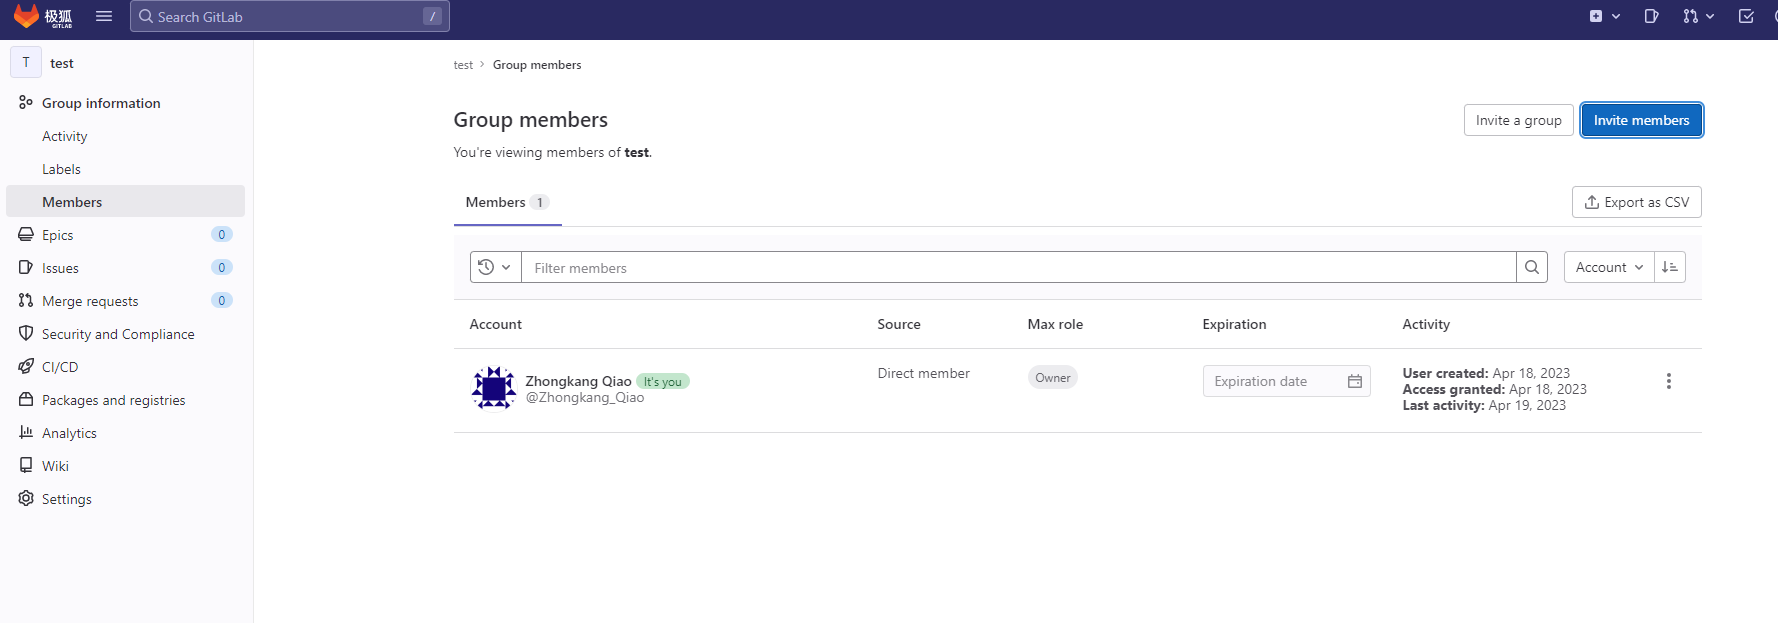 极狐
GITLAB
Search GitLab
/
T
test
Group information
Activity
Labels
Members
Epics
0
Issues
0
Merge requests
0
Security and Compliance
CI/CD
Packages and registries
Analytics
Wiki
Settings
test
Group members
Group members
Invite a group
Invite members
You're viewing members of test.
Members 1
Export as CSV
Filter members
Account
Account
Source
Max role
Expiration
Activity
Zhongkang Qiao It's you
@Zhongkang_Qiao
Direct member
Owner
Expiration date
User created: Apr 18, 2023
Access granted: Apr 18, 2023
Last activity: Apr 19, 2023